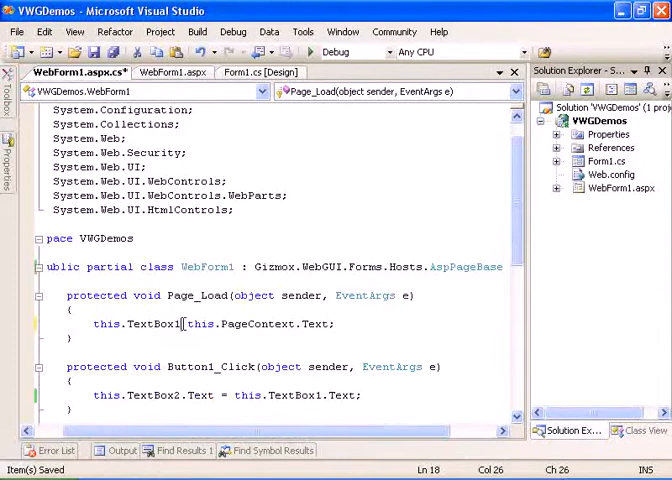 VWGDemos - Microsoft Visual Studio
File Edit View Refactor Project Build Debug Data Tools Window Community Help
Debug Any CPU
WebForm1.aspx.cs* WebForm1.aspx Form1.cs [Design]
Solution Explorer - S...
VWGDemos.WebForm1 Page_Load(object sender, EventArgs e)
Toolbox
Properties
System.Configuration;
System.Collections;
System.Web;
System.Web.Security;
System.Web.UI;
System.Web.UI.WebControls;
System.Web.UI.WebControls.WebParts;
System.Web.UI.HtmlControls;
pace VWGDemos
ublic partial class WebForm1 : Gizmox.WebGUI.Forms.Hosts.AspPageBase
protected void Page_Load(object sender, EventArgs e)
{
this.TextBox1 this.PageContext.Text;
}
protected void Button1_Click(object sender, EventArgs e)
{
this.TextBox2.Text = this.TextBox1.Text;
}
Solution 'VWGDemos' (1 proj
VWGDemos
Properties
References
Form1.cs
Web.config
WebForm1.aspx
Solution Ex... Class View
Error List Output Find Results 1 Find Symbol Results
Item(s) Saved Ln 18 Col 26 Ch 26